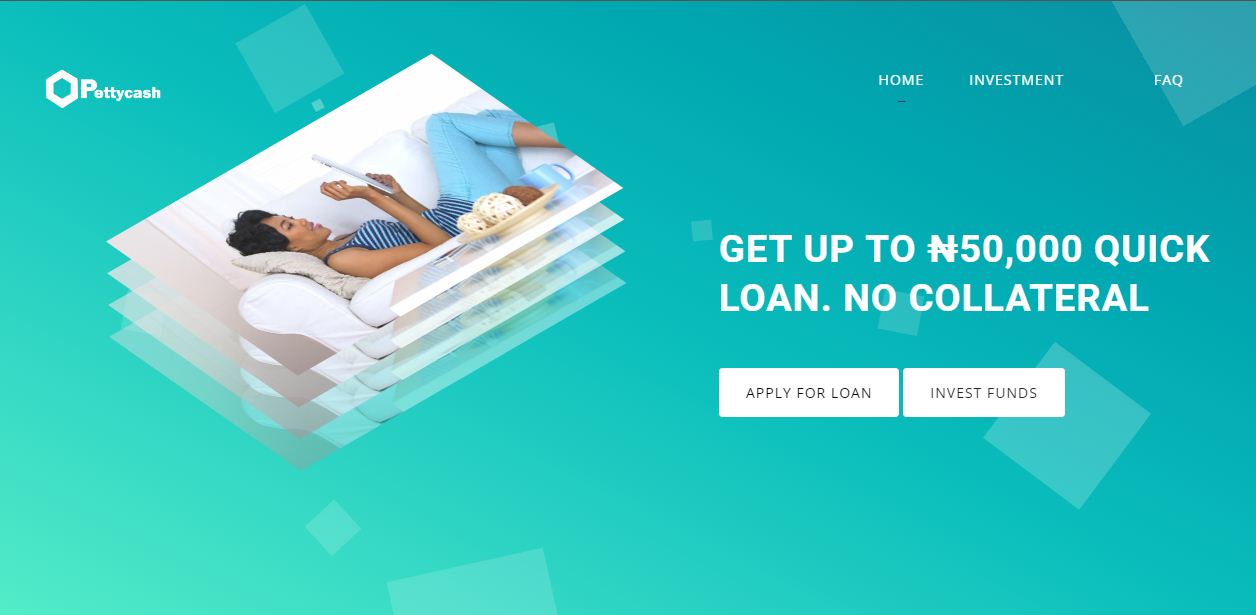 Pettycash
HOME
INVESTMENT
FAQ
GET UP TO ₦50,000 QUICK
LOAN. NO COLLATERAL
APPLY FOR LOAN
INVEST FUNDS